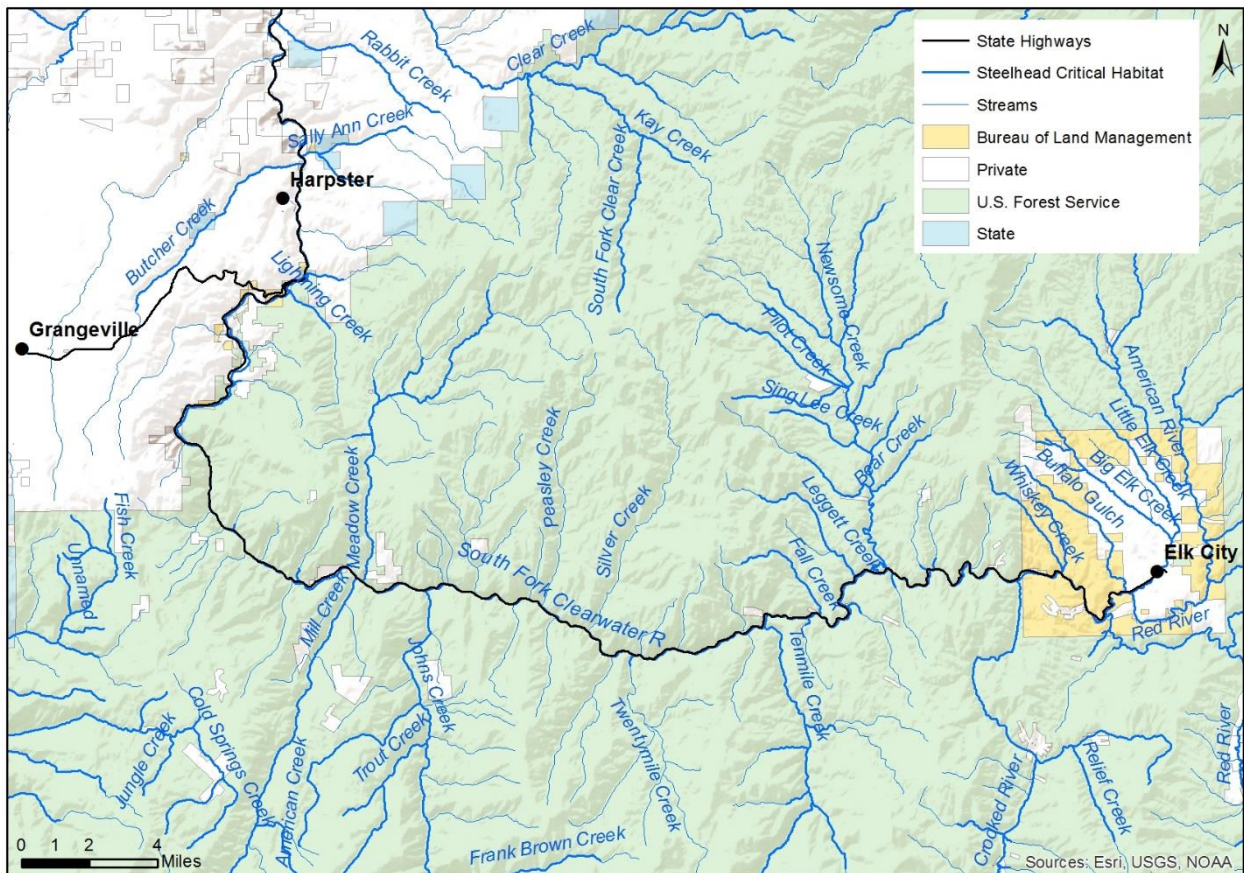 State Highways
Steelhead Critical Habitat
Streams
Bureau of Land Management
Private
U.S. Forest Service
State
N
Rabbit Creek
Clear Creek
Kay Creek
Sally Ann Creek
Harpster
South Fork Clear Creek
Butcher Creek
Lightning Creek
Grangeville
Newsome Creek
Pilot Creek
Sing Lee Creek
Bear Creek
American River
Little Elk Creek
Big Elk Creek
Buffalo Gulch
Whiskey Creek
Leggett Creek
Fall Creek
Peasley Creek
Silver Creek
Meadow Creek
Fish Creek
Unnamed
Elk City
South Fork Clearwater R
Mill Creek
Johns Creek
Tenmile Creek
Red River
Red River
Cold Springs Creek
Jungle Creek
American Creek
Trout Creek
Twentymile Creek
Crooked River
Relief Creek
Frank Brown Creek
0 1 2 4
Miles
Sources: Esri, USGS, NOAA